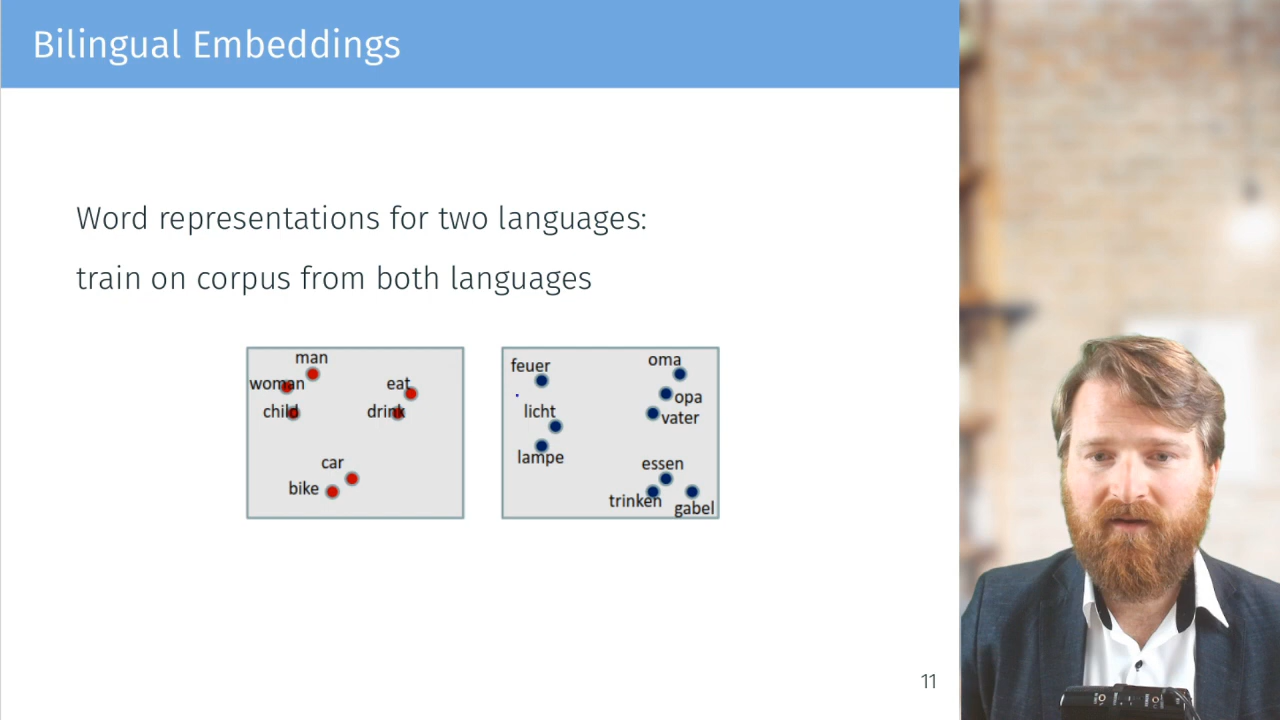 Bilingual Embeddings
Word representations for two languages:
train on corpus from both languages
man
woman
eat
child
drink
car
bike
feuer
oma
opa
licht
vater
lampe
essen
trinken
gabel
11